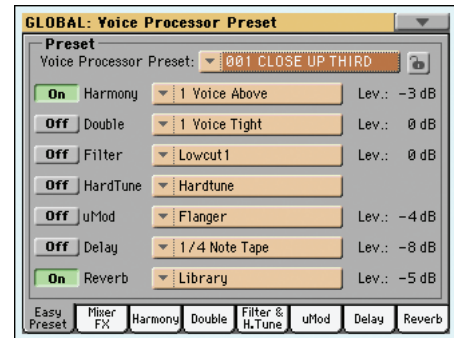 GLOBAL: Voice Processor Preset
Preset
Voice Processor Preset: 001 CLOSE UP THIRD
On Harmony 1 Voice Above Lev.: -3 dB
Off Double 1 Voice Tight Lev.: 0 dB
Off Filter Lowcut1 Lev.: 0 dB
Off HardTune Hardtune
Off uMod Flanger Lev.: -4 dB
Off Delay 1/4 Note Tape Lev.: -8 dB
On Reverb Library Lev.: -5 dB
Easy Preset Mixer FX Harmony Double Filter & H.Tune uMod Delay Reverb